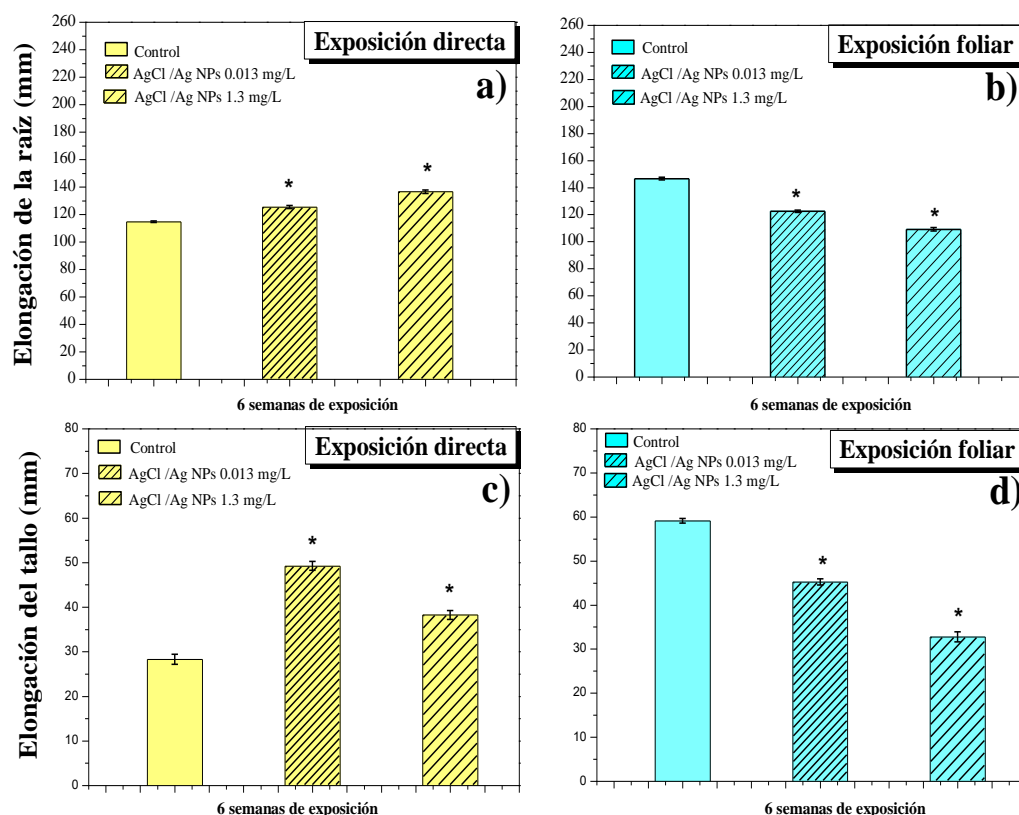 Elongación de la raíz (mm)
260
240
220
200
180
160
140
120
100
80
60
40
20
0
Control
AgCl /Ag NPs 0.013 mg/L
AgCl /Ag NPs 1.3 mg/L
Exposición directa
a)
*
*
6 semanas de exposición
260
240
220
200
180
160
140
120
100
80
60
40
20
0
Control
AgCl /Ag NPs 0.013 mg/L
AgCl /Ag NPs 1.3 mg/L
Exposición foliar
b)
*
*
6 semanas de exposición
Elongación del tallo (mm)
80
70
60
50
40
30
20
10
0
Control
AgCl /Ag NPs 0.013 mg/L
AgCl /Ag NPs 1.3 mg/L
Exposición directa
c)
*
*
6 semanas de exposición
80
70
60
50
40
30
20
10
0
Control
AgCl /Ag NPs 0.013 mg/L
AgCl /Ag NPs 1.3 mg/L
Exposición foliar
d)
*
*
6 semanas de exposición